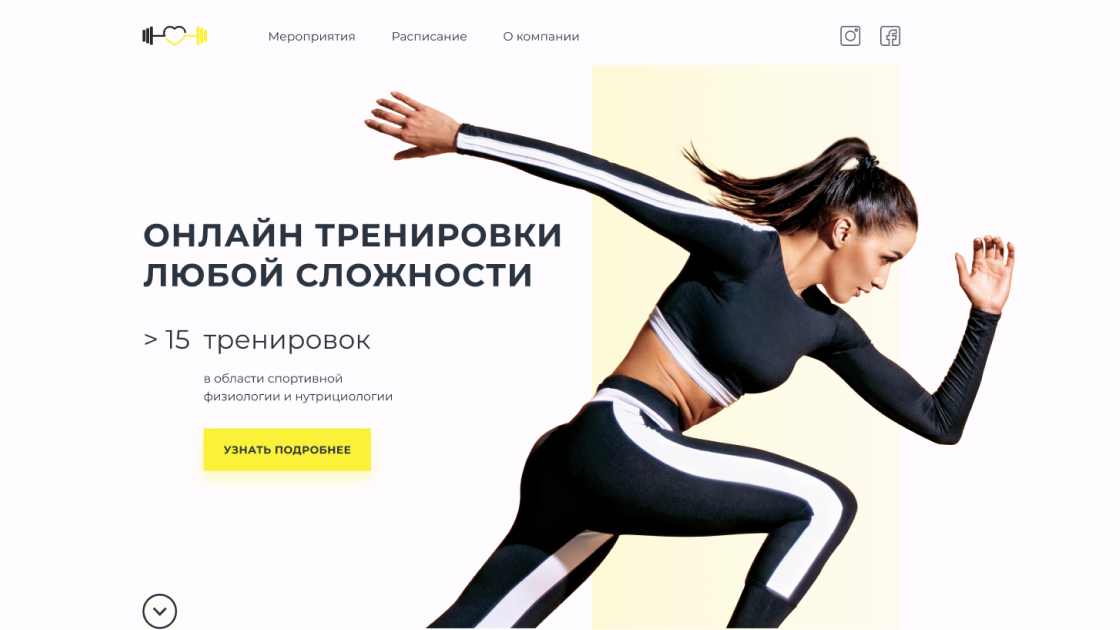 Мероприятия Расписание О компании
ОНЛАЙН ТРЕНИРОВКИ
ЛЮБОЙ СЛОЖНОСТИ
> 15 тренировок
в области спортивной
физиологии и нутрициологии
УЗНАТЬ ПОДРОБНЕЕ